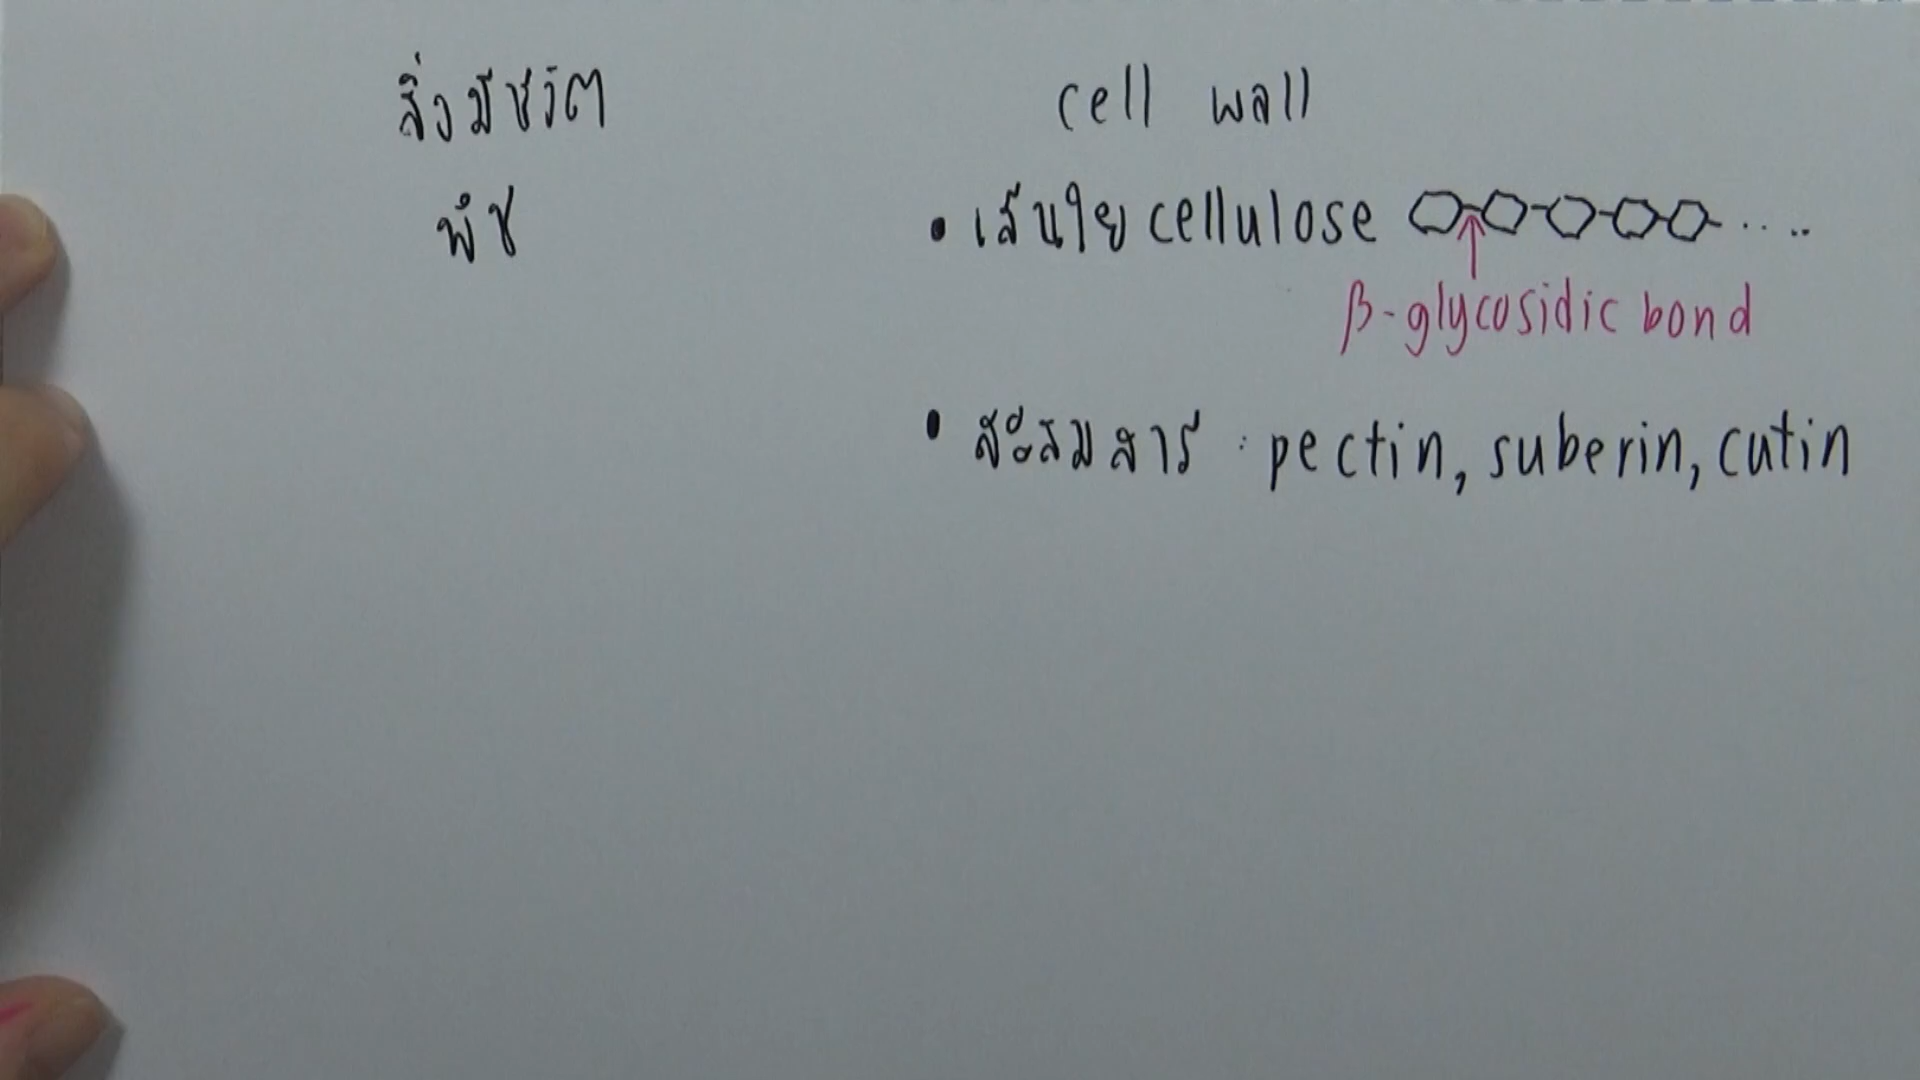 สิ่งมีชีวิต cell wall
พืช • เส้นใย cellulose ....
β-glycosidic bond
• สะสมสาร : pectin, suberin, cutin